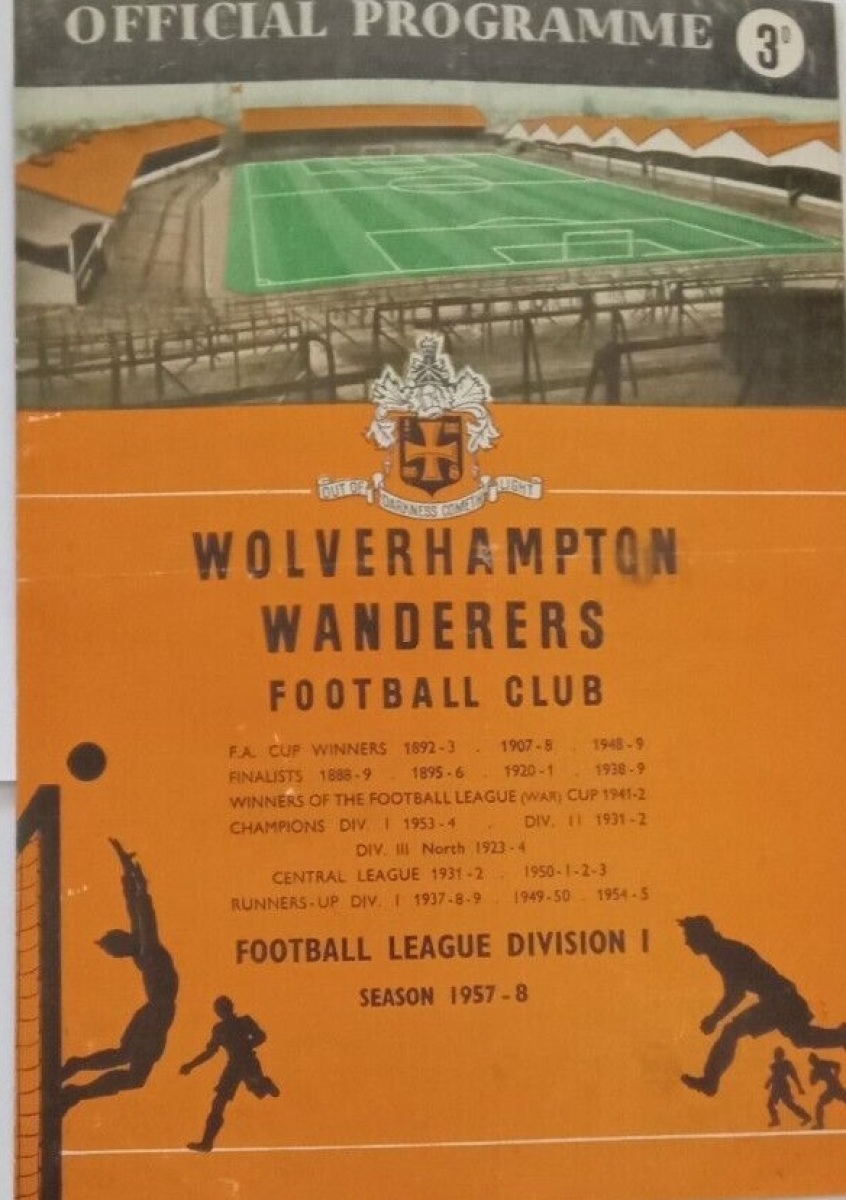 OFFICIAL PROGRAMME 3D
OUT OF DARKNESS COMETH LIGHT
WOLVERHAMPTON
WANDERERS
FOOTBALL CLUB
F.A. CUP WINNERS 1892-3 . 1907-8 . 1948-9
FINALISTS 1888-9 . 1895-6 . 1920-1 . 1938-9
WINNERS OF THE FOOTBALL LEAGUE (WAR) CUP 1941-2
CHAMPIONS DIV. I 1953-4 . DIV. II 1931-2
DIV. III North 1923-4
CENTRAL LEAGUE 1931-2 . 1950-1-2-3
RUNNERS-UP DIV. I 1937-8-9 . 1949-50 . 1954-5
FOOTBALL LEAGUE DIVISION I
SEASON 1957-8